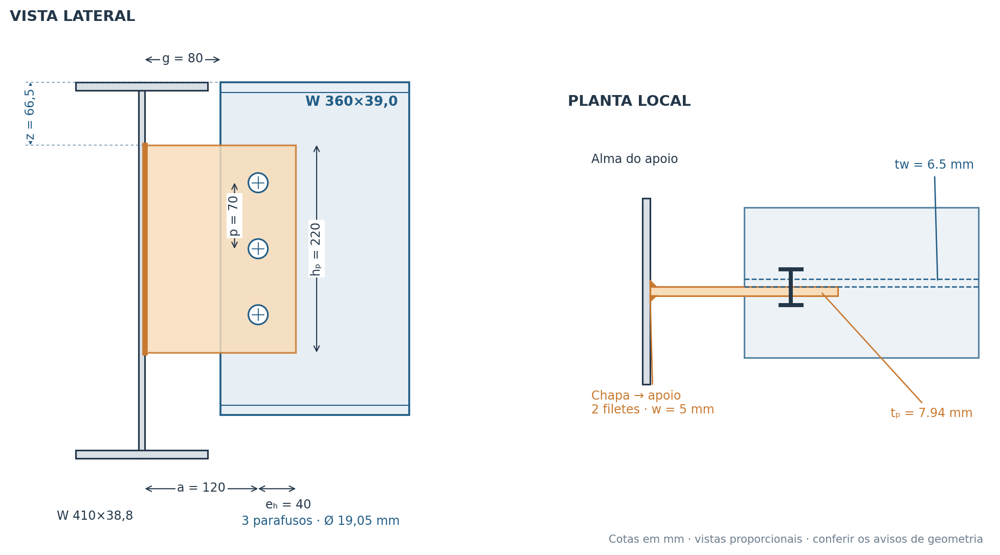 VISTA LATERAL
g = 80
z = 66,5
W 360×39,0
p = 70
hₚ = 220
a = 120
eₕ = 40
W 410×38,8
3 parafusos · Ø 19,05 mm
PLANTA LOCAL
Alma do apoio
tw = 6.5 mm
Chapa → apoio
2 filetes · w = 5 mm
tₚ = 7.94 mm
Cotas em mm · vistas proporcionais · conferir os avisos de geometria